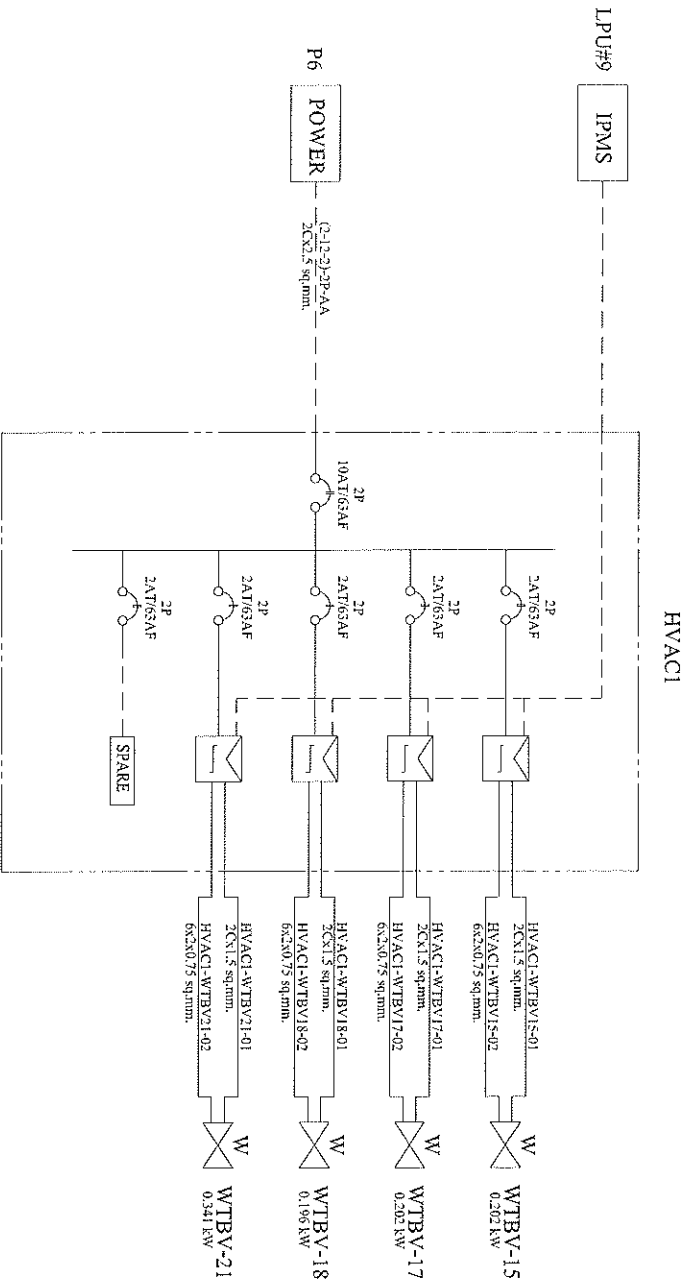 HVAC1
LPU#9
IPMS
P6
POWER
(2-12-2)-2P-AA
2Cx2.5 sq.mm.
2P
10AT/63AF
2P
2AT/63AF
2P
2AT/63AF
2P
2AT/63AF
2P
2AT/63AF
2P
2AT/63AF
SPARE
HVAC1-WTBV15-01
2Cx1.5 sq.mm.
HVAC1-WTBV15-02
6x2x0.75 sq.mm.
W
WTBV-15
0.202 kW
HVAC1-WTBV17-01
2Cx1.5 sq.mm.
HVAC1-WTBV17-02
6x2x0.75 sq.mm.
W
WTBV-17
0.202 kW
HVAC1-WTBV18-01
2Cx1.5 sq.mm.
HVAC1-WTBV18-02
6x2x0.75 sq.mm.
W
WTBV-18
0.196 kW
HVAC1-WTBV21-01
2Cx1.5 sq.mm.
HVAC1-WTBV21-02
6x2x0.75 sq.mm.
W
WTBV-21
0.341 kW